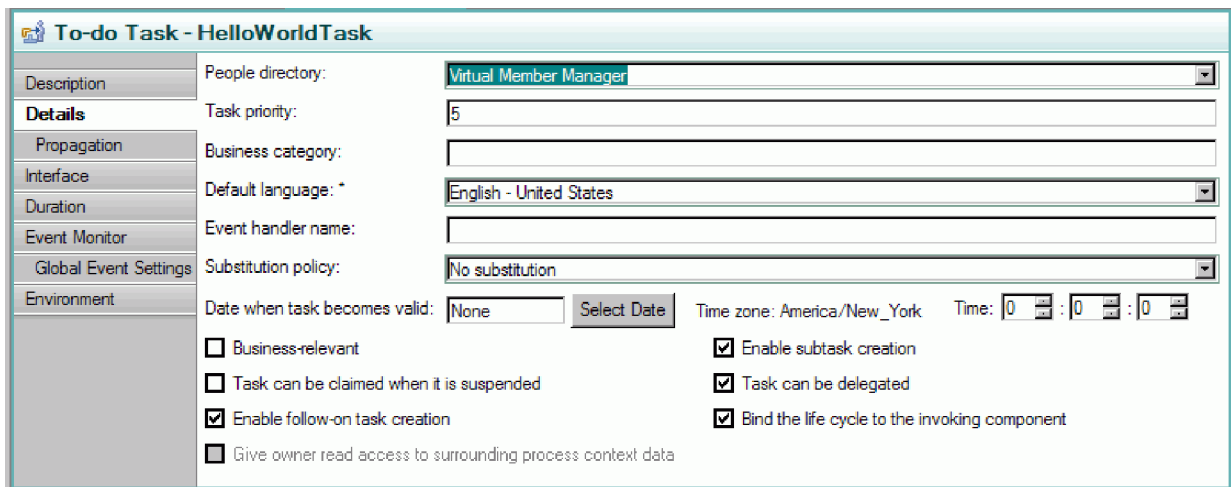 To-do Task - HelloWorldTask
Description
Details
Propagation
Interface
Duration
Event Monitor
Global Event Settings
Environment
People directory: Virtual Member Manager
Task priority: 5
Business category:
Default language: * English - United States
Event handler name:
Substitution policy: No substitution
Date when task becomes valid: None Select Date Time zone: America/New_York Time: 0 : 0 : 0
Business-relevant Enable subtask creation
Task can be claimed when it is suspended Task can be delegated
Enable follow-on task creation Bind the life cycle to the invoking component
Give owner read access to surrounding process context data